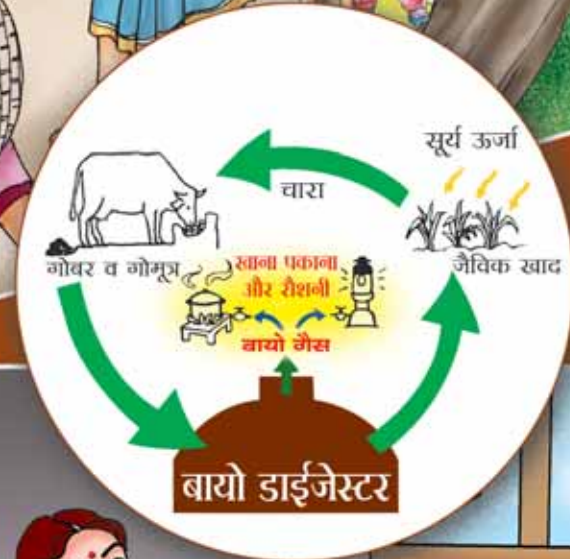 सूर्य ऊर्जा
चारा
गोबर व गोमूत्र
जैविक खाद
खाना पकाना
और रौशनी
बायो गैस
बायो डाईजेस्टर